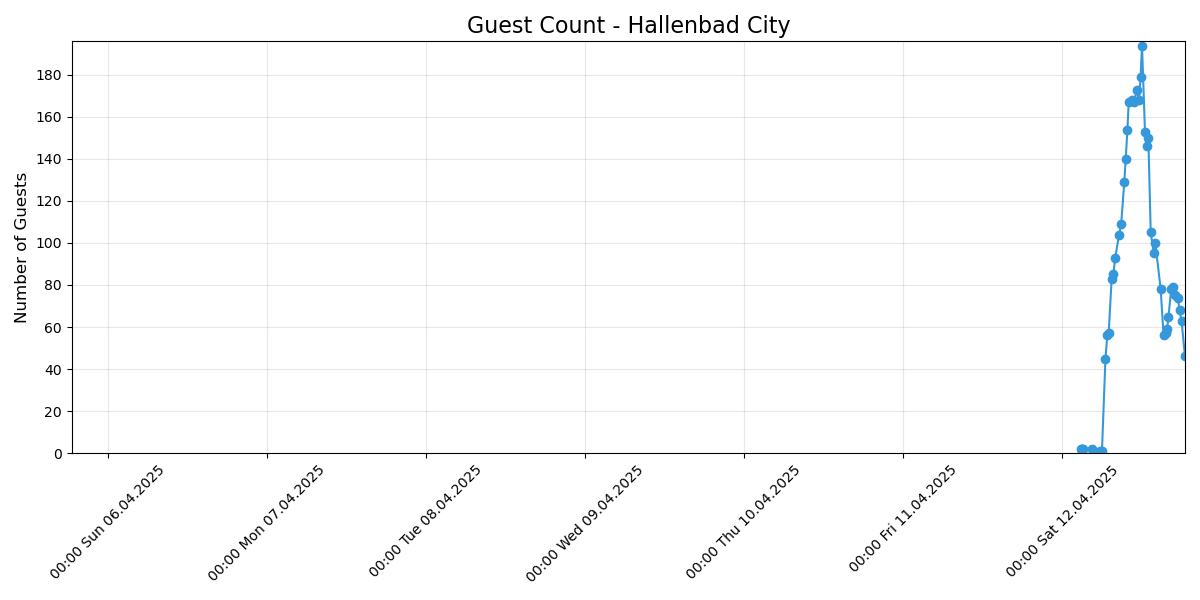 Guest Count - Hallenbad City
Number of Guests
180
160
140
120
100
80
60
40
20
0
00:00 Sun 06.04.2025
00:00 Mon 07.04.2025
00:00 Tue 08.04.2025
00:00 Wed 09.04.2025
00:00 Thu 10.04.2025
00:00 Fri 11.04.2025
00:00 Sat 12.04.2025